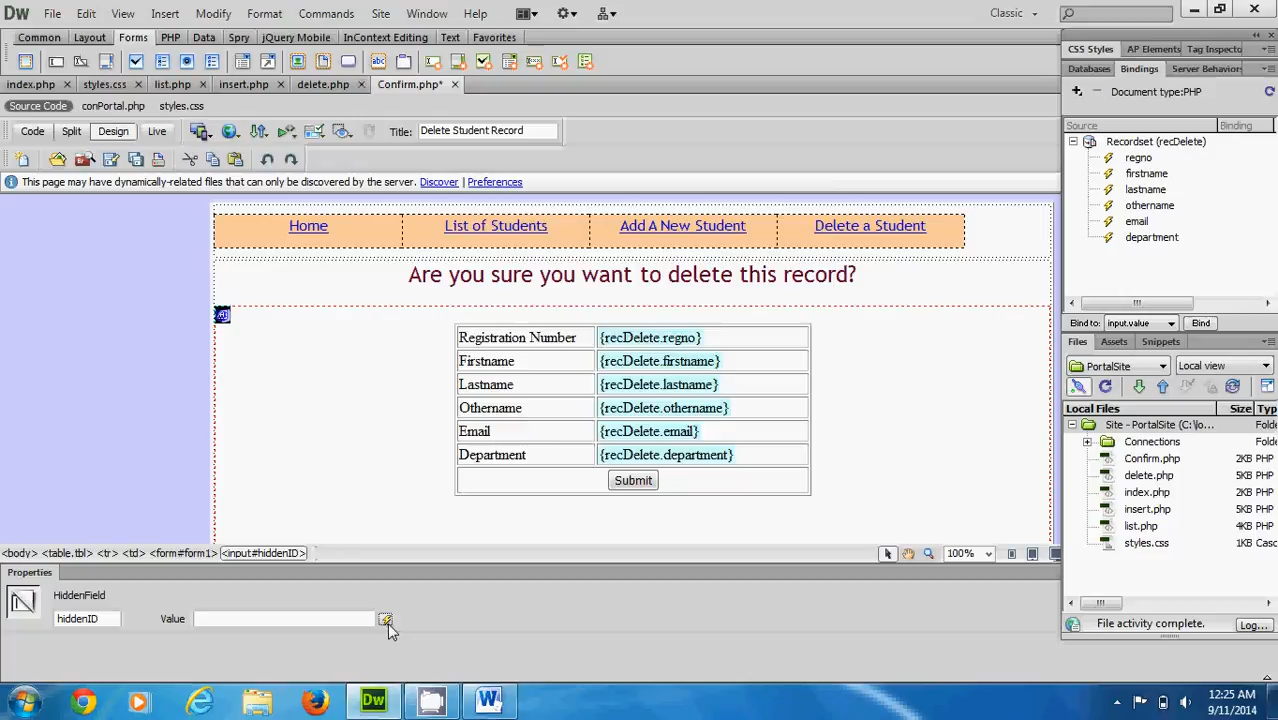 Dw File Edit View Insert Modify Format Commands Site Window Help Classic
Common Layout Forms PHP Data Spry jQuery Mobile InContext Editing Text Favorites
index.php × styles.css × list.php × insert.php × delete.php × Confirm.php* ×
Source Code conPortal.php styles.css
Code Split Design Live Title: Delete Student Record
This page may have dynamically-related files that can only be discovered by the server. Discover | Preferences
Home List of Students Add A New Student Delete a Student
Are you sure you want to delete this record?
Registration Number {recDelete.regno}
Firstname {recDelete.firstname}
Lastname {recDelete.lastname}
Othername {recDelete.othername}
Email {recDelete.email}
Department {recDelete.department}
Submit
<body> <table.tbl> <tr> <td> <form#form1> <input#hiddenID> 100%
Properties
HiddenField
hiddenID Value
CSS Styles AP Elements Tag Inspecto
Databases Bindings Server Behaviors
Document type:PHP
Source Binding
Recordset (recDelete)
regno
firstname
lastname
othername
email
department
Bind to: input.value Bind
Files Assets Snippets
PortalSite Local view
Local Files Size Typ
Site - PortalSite (C:\lo... Folde
Connections Folde
Confirm.php 2KB PHP
delete.php 5KB PHP
index.php 2KB PHP
insert.php 5KB PHP
list.php 4KB PHP
styles.css 1KB Casc
File activity complete. Log...
Dw W
12:25 AM
9/11/2014